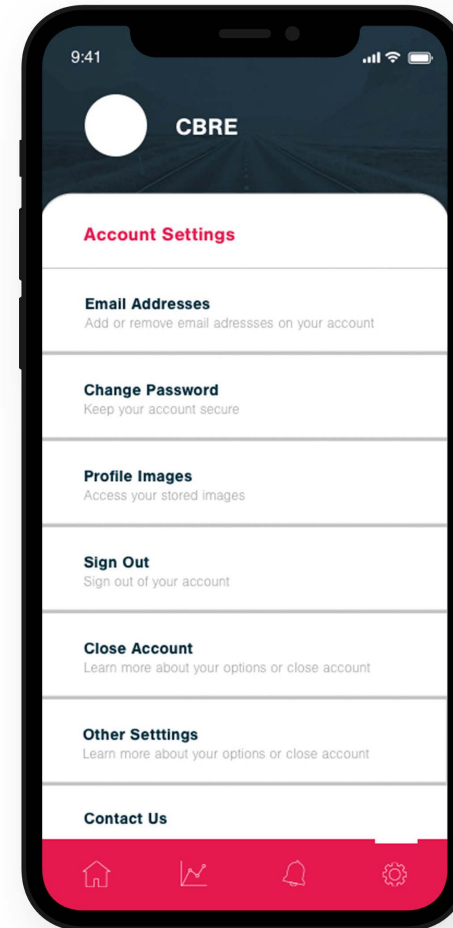 9:41
CBRE
Account Settings
Email Addresses
Add or remove email adressses on your account
Change Password
Keep your account secure
Profile Images
Access your stored images
Sign Out
Sign out of your account
Close Account
Learn more about your options or close account
Other Setttings
Learn more about your options or close account
Contact Us